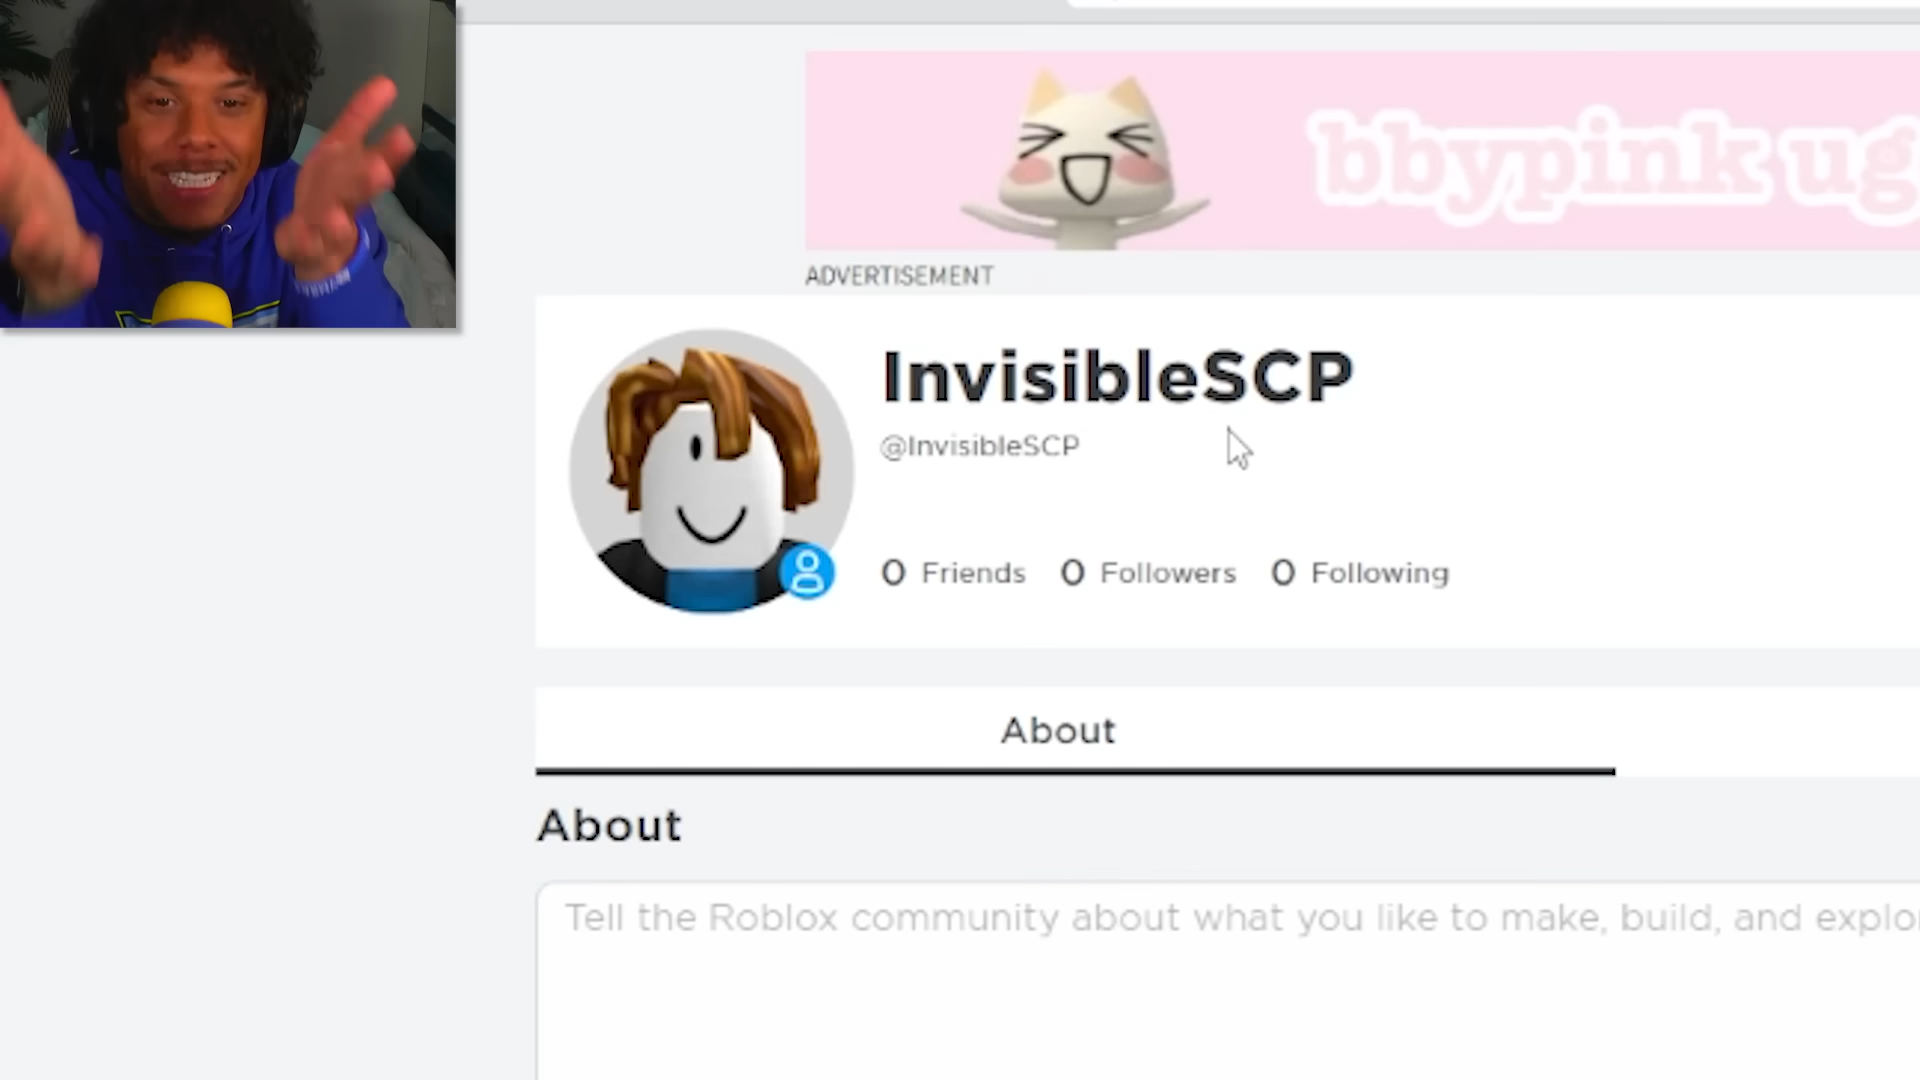 bbypink ug
ADVERTISEMENT
InvisibleSCP
@InvisibleSCP
0 Friends 0 Followers 0 Following
About
About
Tell the Roblox community about what you like to make, build, and explo